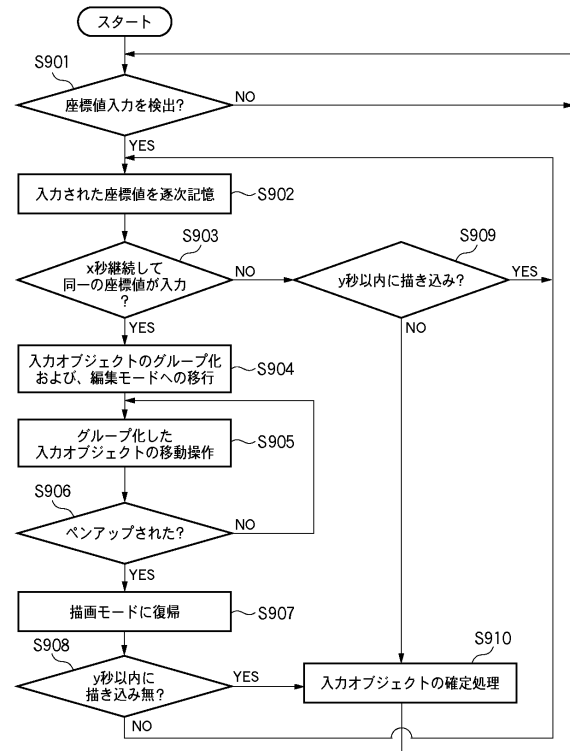 スタート
S901
座標値入力を検出?
NO
YES
入力された座標値を逐次記憶
S902
S903
x秒継続して
同一の座標値が入力
?
NO
YES
S909
y秒以内に描き込み?
YES
NO
入力オブジェクトのグループ化
および、編集モードへの移行
S904
グループ化した
入力オブジェクトの移動操作
S905
S906
ペンアップされた?
NO
YES
描画モードに復帰
S907
S908
y秒以内に
描き込み無?
YES
NO
S910
入力オブジェクトの確定処理